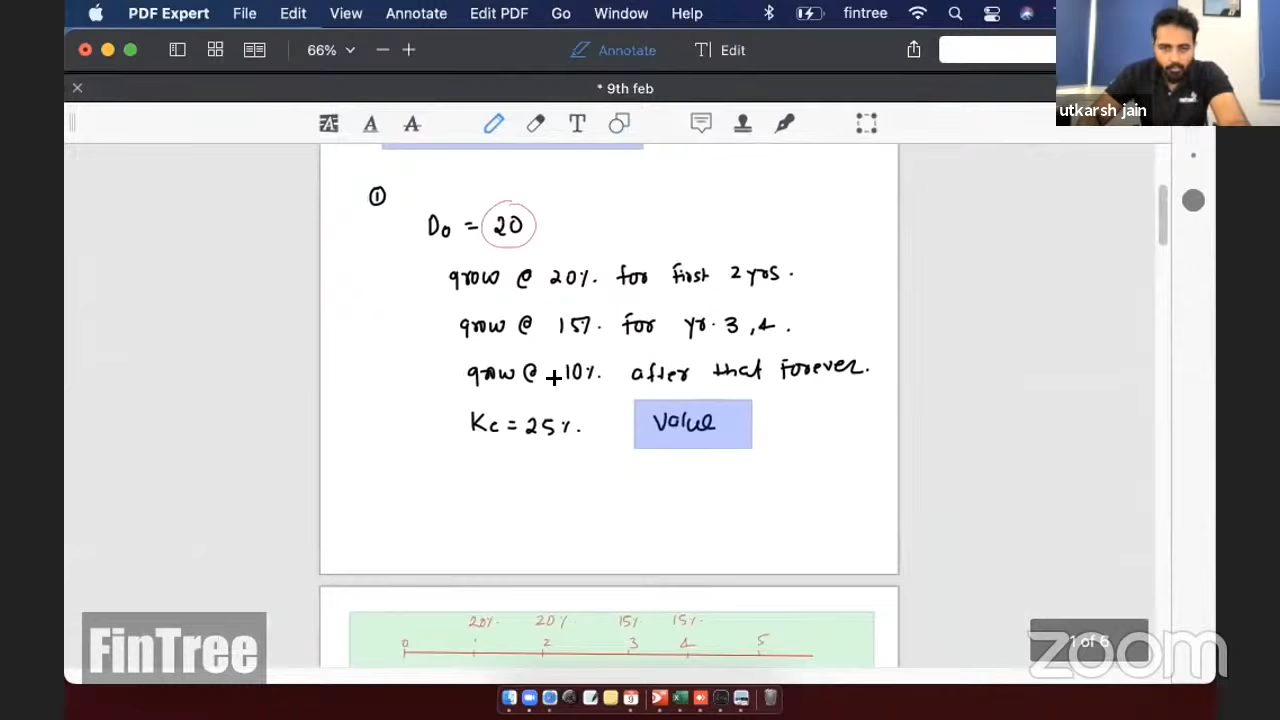 PDF Expert File Edit View Annotate Edit PDF Go Window Help fintree
66% Annotate T Edit
* 9th feb
utkarsh jain
A A A T
①
D0 = 20
grow @ 20%. for first 2 yrs.
grow @ 15%. for yr. 3, 4.
grow @ 10%. after that forever.
Kc = 25%. Value
20%. 20% 15% 15%.
0 2 3 4 5
FinTree
1 of 6
zoom